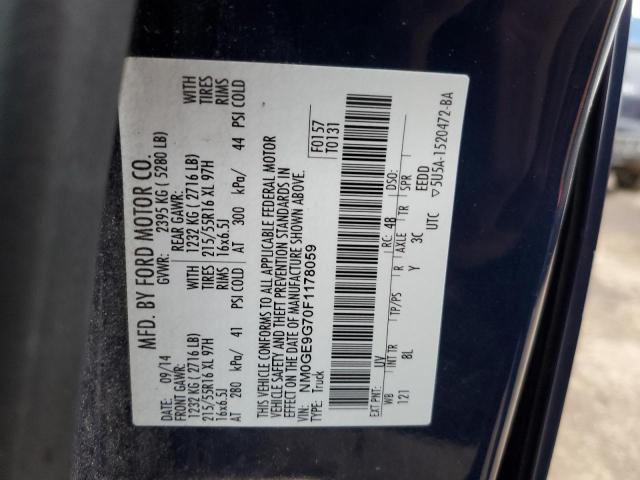 MFD. BY FORD MOTOR CO.
DATE: 09/14 GVWR: 2395 KG ( 5280 LB)
FRONT GAWR: REAR GAWR:
1232 KG (2716 LB) WITH 1232 KG (2716 LB) WITH
215/55R16 XL 97H TIRES 215/55R16 XL 97H TIRES
16x6.5J RIMS 16x6.5J RIMS
AT 280 kPa/ 41 PSI COLD AT 300 kPa/ 44 PSI COLD
THIS VEHICLE CONFORMS TO ALL APPLICABLE FEDERAL MOTOR
VEHICLE SAFETY AND THEFT PREVENTION STANDARDS IN
EFFECT ON THE DATE OF MANUFACTURE SHOWN ABOVE.
VIN: NM0GE9G70F1178059 F0157
TYPE: Truck T0131
EXT PNT: UV RC: 48 DSO:
WB INT TR TP/PS R AXLE TR SPR
121 8L Y 3C EEDD
UTC ▽5U5A-1520472-BA